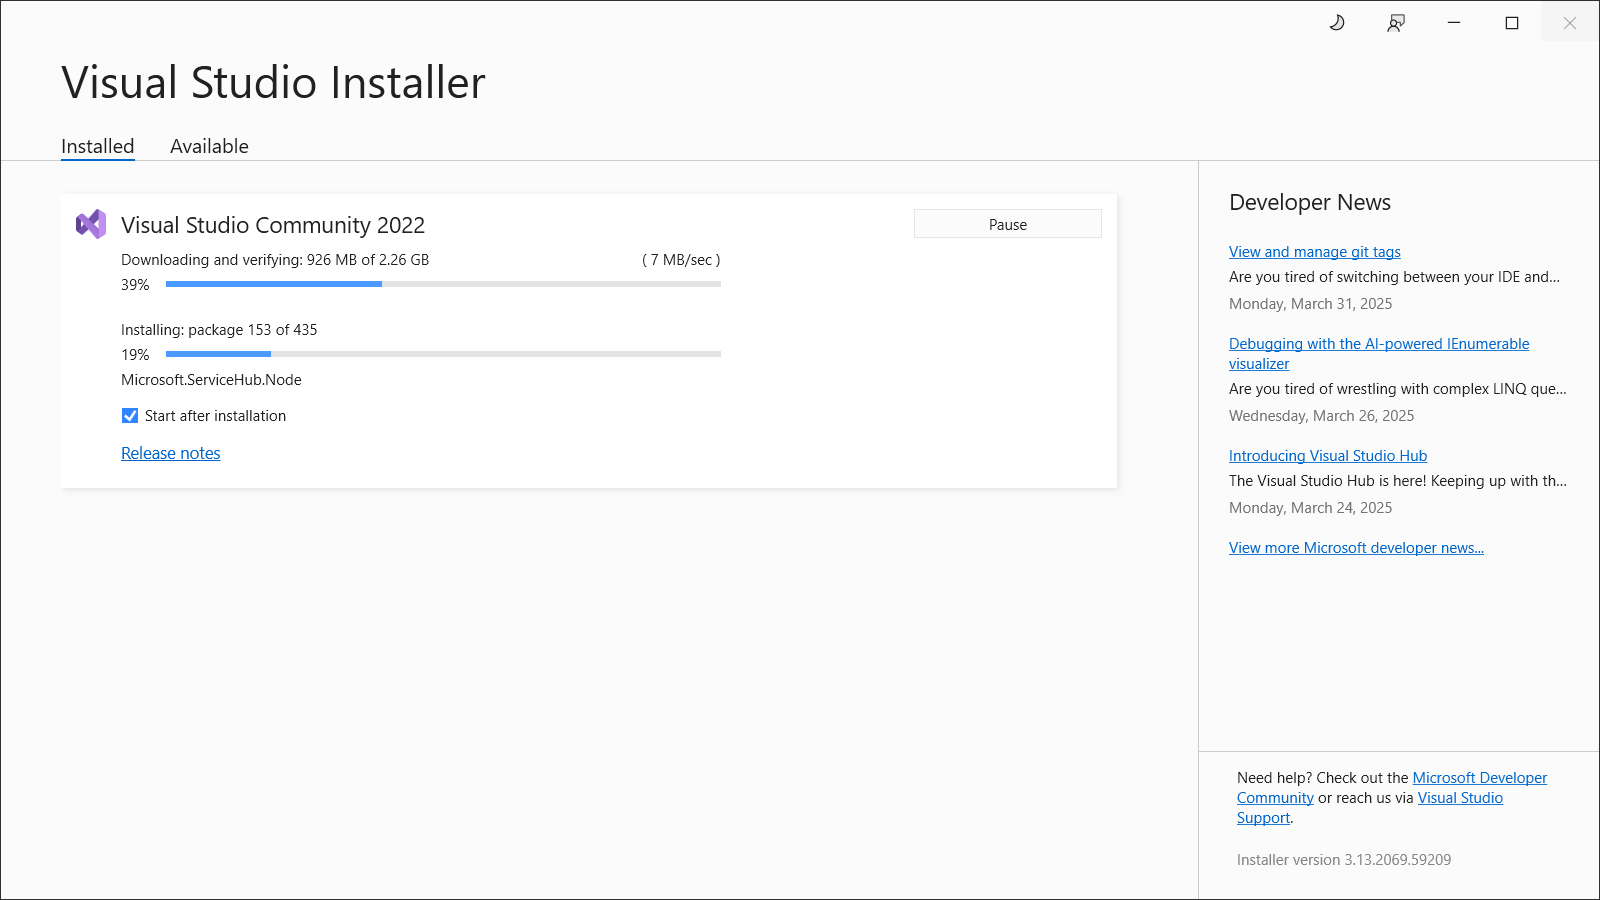 Visual Studio Installer
Installed
Available
Visual Studio Community 2022
Pause
Downloading and verifying: 926 MB of 2.26 GB
( 7 MB/sec )
39%
Installing: package 153 of 435
19%
Microsoft.ServiceHub.Node
Start after installation
Release notes
Developer News
View and manage git tags
Are you tired of switching between your IDE and...
Monday, March 31, 2025
Debugging with the AI-powered IEnumerable
visualizer
Are you tired of wrestling with complex LINQ que...
Wednesday, March 26, 2025
Introducing Visual Studio Hub
The Visual Studio Hub is here! Keeping up with th...
Monday, March 24, 2025
View more Microsoft developer news...
Need help? Check out the Microsoft Developer
Community or reach us via Visual Studio
Support.
Installer version 3.13.2069.59209